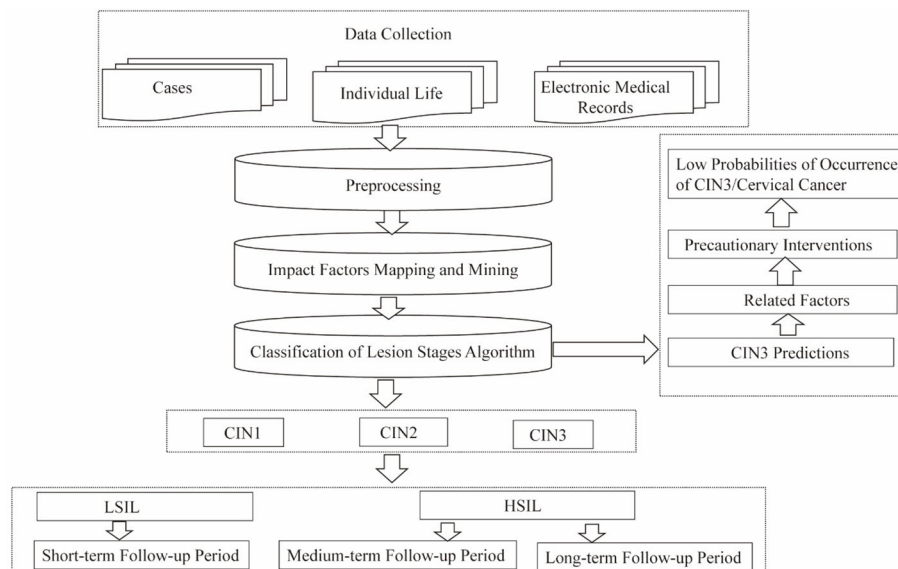 Data Collection
Cases
Individual Life
Electronic Medical
Records
Preprocessing
Impact Factors Mapping and Mining
Classification of Lesion Stages Algorithm
Low Probabilities of Occurrence
of CIN3/Cervical Cancer
Precautionary Interventions
Related Factors
CIN3 Predictions
CIN1
CIN2
CIN3
LSIL
HSIL
Short-term Follow-up Period
Medium-term Follow-up Period
Long-term Follow-up Period